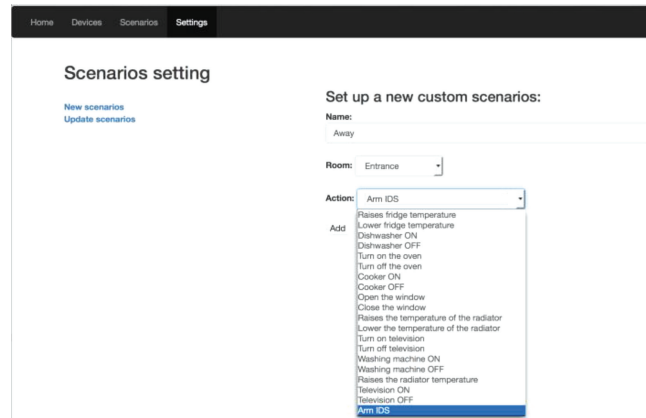 Home Devices Scenarios Settings
Scenarios setting
New scenarios
Update scenarios
Set up a new custom scenarios:
Name:
Away
Room: Entrance
Action: Arm IDS
Add
Raises fridge temperature
Lower fridge temperature
Dishwasher ON
Dishwasher OFF
Turn on the oven
Turn off the oven
Cooker ON
Cooker OFF
Open the window
Close the window
Raises the temperature of the radiator
Lower the temperature of the radiator
Turn on television
Turn off television
Washing machine ON
Washing machine OFF
Raises the radiator temperature
Television ON
Television OFF
Arm IDS